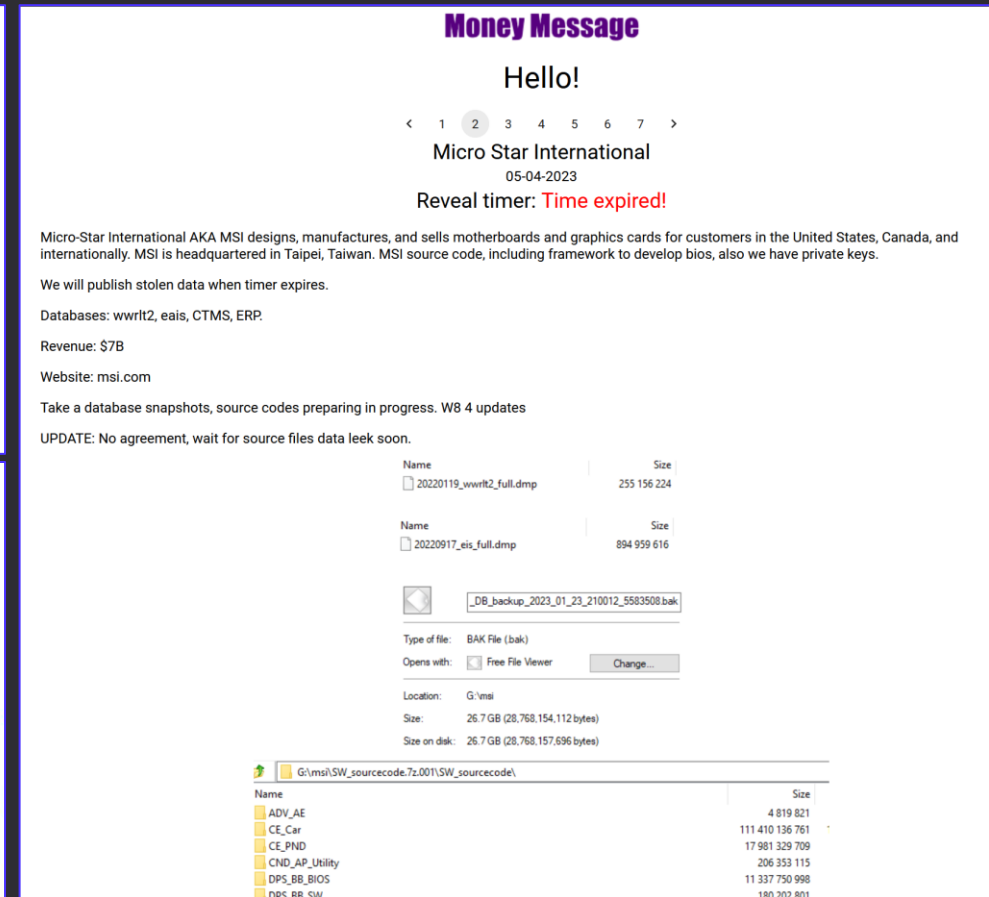 Money Message
Hello!
< 1 2 3 4 5 6 7 >
Micro Star International
05-04-2023
Reveal timer: Time expired!
Micro-Star International AKA MSI designs, manufactures, and sells motherboards and graphics cards for customers in the United States, Canada, and
internationally. MSI is headquartered in Taipei, Taiwan. MSI source code, including framework to develop bios, also we have private keys.
We will publish stolen data when timer expires.
Databases: wwrlt2, eais, CTMS, ERP.
Revenue: $7B
Website: msi.com
Take a database snapshots, source codes preparing in progress. W8 4 updates
UPDATE: No agreement, wait for source files data leek soon.
Name Size
20220119_wwrlt2_full.dmp 255 156 224
Name Size
20220917_eis_full.dmp 894 959 616
_DB_backup_2023_01_23_210012_5583508.bak
Type of file: BAK File (.bak)
Opens with: Free File Viewer Change...
Location: G:\msi
Size: 26.7 GB (28,768,154,112 bytes)
Size on disk: 26.7 GB (28,768,157,696 bytes)
G:\msi\SW_sourcecode.7z.001\SW_sourcecode\
Name Size
ADV_AE 4 819 821
CE_Car 111 410 136 761
CE_PND 17 981 329 709
CND_AP_Utility 206 353 115
DPS_BB_BIOS 11 337 750 998
DPS_BB_SW 180 202 801